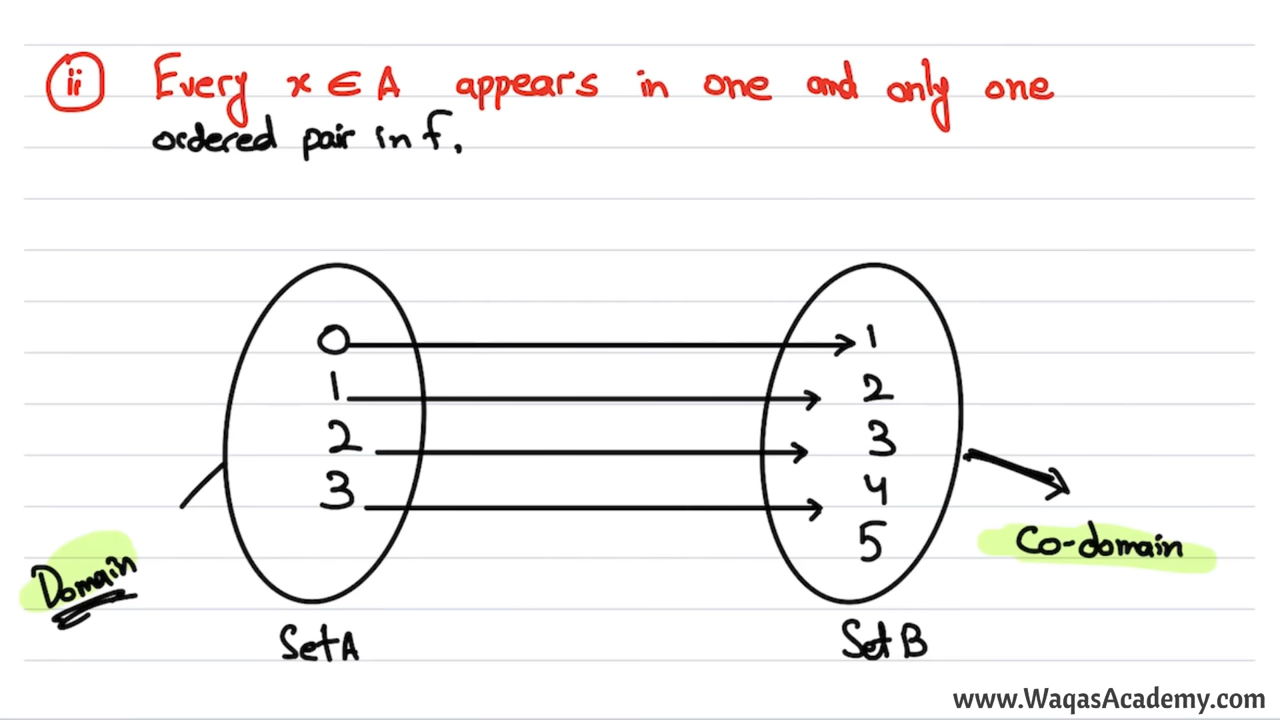 ii Every x ∈ A appears in one and only one
ordered pair in f.
0 1
1 2
2 3
3 4
5
Domain
Co-domain
Set A
Set B
www.WaqasAcademy.com